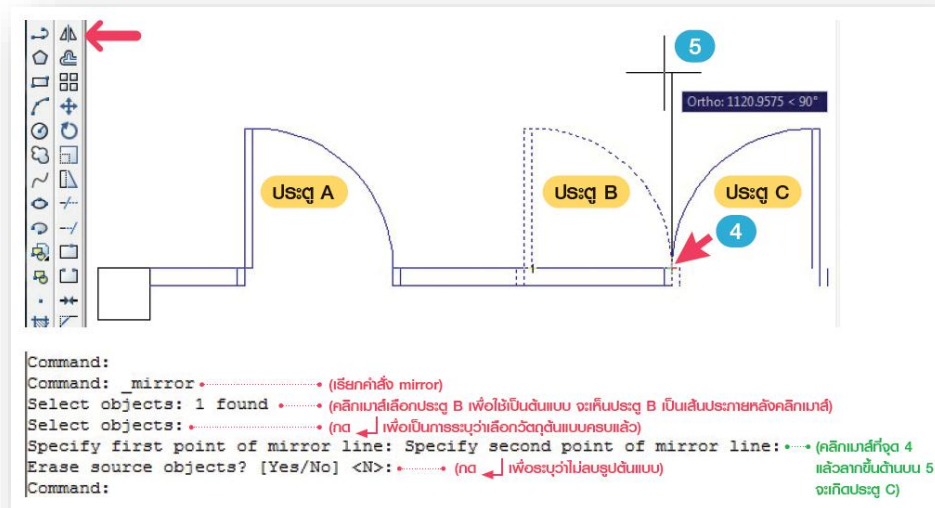 5
Ortho: 1120.9575 < 90°
ประตู A
ประตู B
ประตู C
4
Command:
Command: _mirror (เรียกคำสั่ง mirror)
Select objects: 1 found (คลิกเมาส์เลือกประตู B เพื่อใช้เป็นต้นแบบ จะเห็นประตู B เป็นเส้นประภายหลังคลิกเมาส์)
Select objects: (กด เพื่อเป็นการระบุว่าเลือกวัตถุต้นแบบครบแล้ว)
Specify first point of mirror line: Specify second point of mirror line: (คลิกเมาส์ที่จุด 4
Erase source objects? [Yes/No] <N>: (กด เพื่อระบุว่าไม่ลบรูปต้นแบบ) แล้วลากขึ้นด้านบน 5
Command: จะเกิดประตู C)